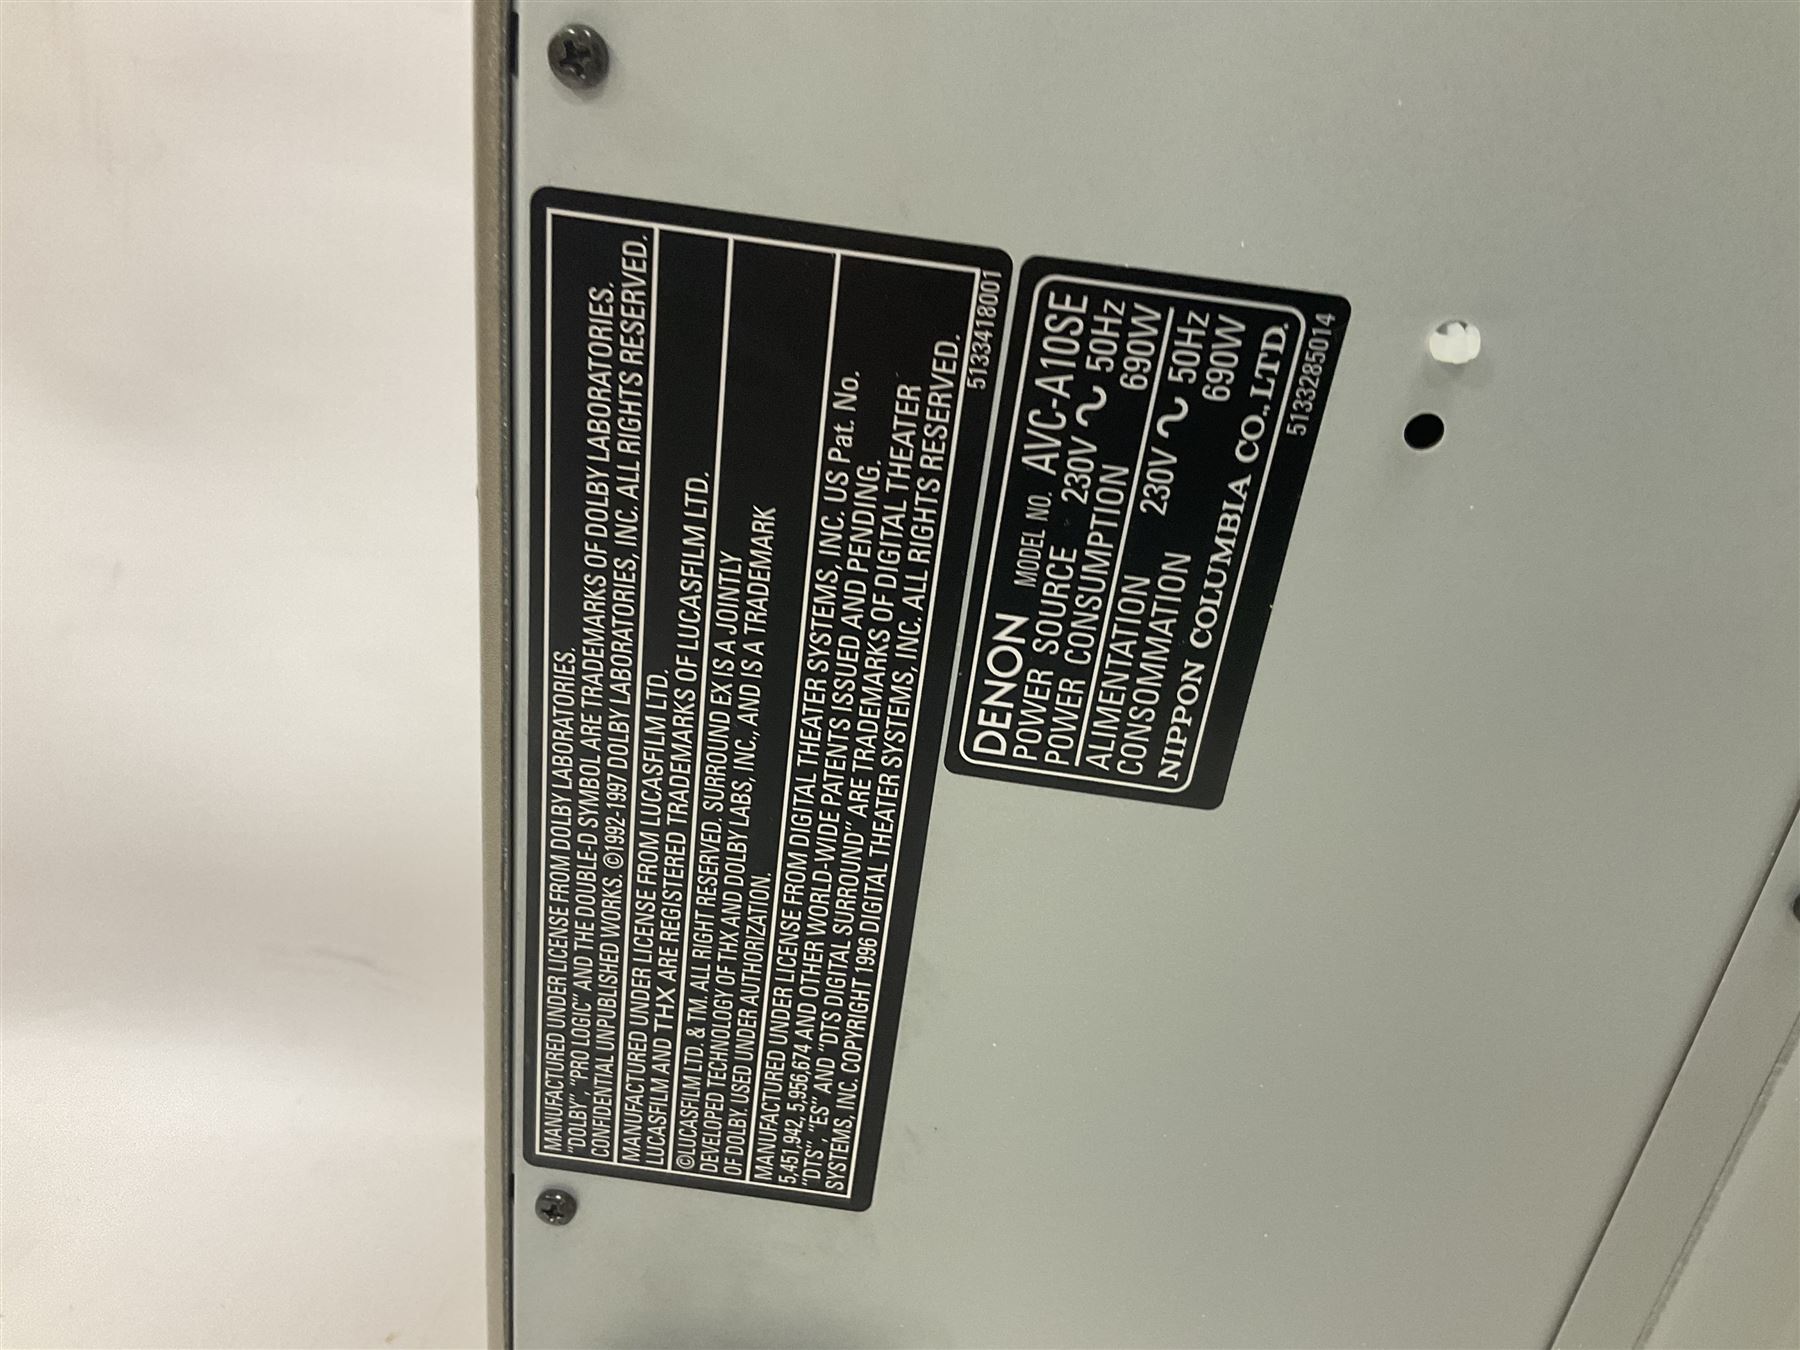 MANUFACTURED UNDER LICENSE FROM DOLBY LABORATORIES.
"DOLBY", "PRO LOGIC" AND THE DOUBLE-D SYMBOL ARE TRADEMARKS OF DOLBY LABORATORIES.
CONFIDENTIAL UNPUBLISHED WORKS. ©1992-1997 DOLBY LABORATORIES, INC. ALL RIGHTS RESERVED.
MANUFACTURED UNDER LICENSE FROM LUCASFILM LTD.
LUCASFILM AND THX ARE REGISTERED TRADEMARKS OF LUCASFILM LTD.
©LUCASFILM LTD. & TM. ALL RIGHT RESERVED. SURROUND EX IS A JOINTLY
DEVELOPED TECHNOLOGY OF THX AND DOLBY LABS, INC., AND IS A TRADEMARK
OF DOLBY. USED UNDER AUTHORIZATION.
MANUFACTURED UNDER LICENSE FROM DIGITAL THEATER SYSTEMS, INC. US Pat. No.
5,451,942, 5,956,674 AND OTHER WORLD-WIDE PATENTS ISSUED AND PENDING.
"DTS", "ES" AND "DTS DIGITAL SURROUND" ARE TRADEMARKS OF DIGITAL THEATER
SYSTEMS, INC. COPYRIGHT 1996 DIGITAL THEATER SYSTEMS, INC. ALL RIGHTS RESERVED.
5133418001
DENON MODEL NO. AVC-A10SE
POWER SOURCE 230V ~ 50Hz
POWER CONSUMPTION 690W
ALIMENTATION 230V ~ 50Hz
CONSOMMATION 690W
NIPPON COLUMBIA CO., LTD.
5133285014